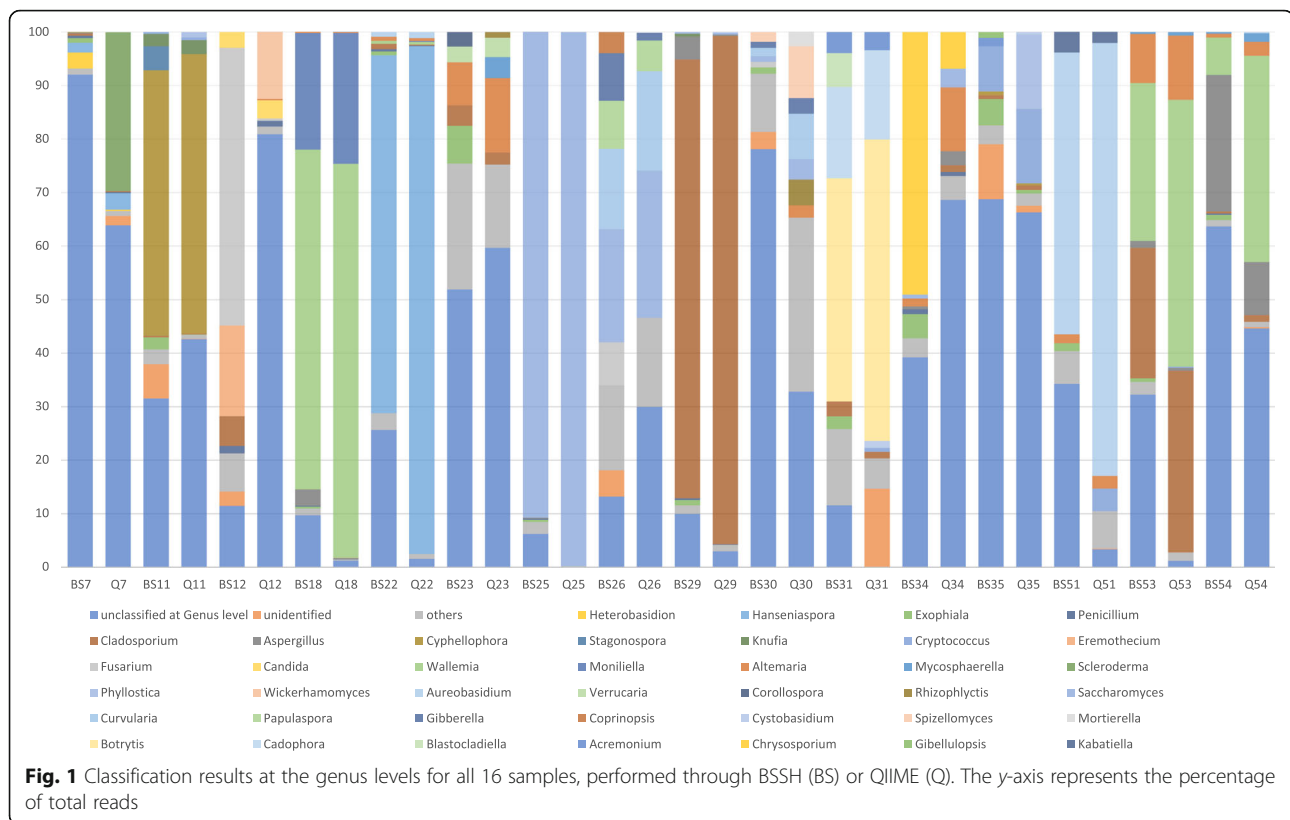 100
90
80
70
60
50
40
30
20
10
0
BS7 Q7 BS11 Q11 BS12 Q12 BS18 Q18 BS22 Q22 BS23 Q23 BS25 Q25 BS26 Q26 BS29 Q29 BS30 Q30 BS31 Q31 BS34 Q34 BS35 Q35 BS51 Q51 BS53 Q53 BS54 Q54
unclassified at Genus level unidentified others Heterobasidion Hanseniaspora Exophiala Penicillium
Cladosporium Aspergillus Cyphellophora Stagonospora Knufia Cryptococcus Eremothecium
Fusarium Candida Wallemia Moniliella Altemaria Mycosphaerella Scleroderma
Phyllostica Wickerhamomyces Aureobasidium Verrucaria Corollospora Rhizophlyctis Saccharomyces
Curvularia Papulaspora Gibberella Coprinopsis Cystobasidium Spizellomyces Mortierella
Botrytis Cadophora Blastocladiella Acremonium Chrysosporium Gibellulopsis Kabatiella
Fig. 1 Classification results at the genus levels for all 16 samples, performed through BSSH (BS) or QIIME (Q). The y-axis represents the percentage
of total reads